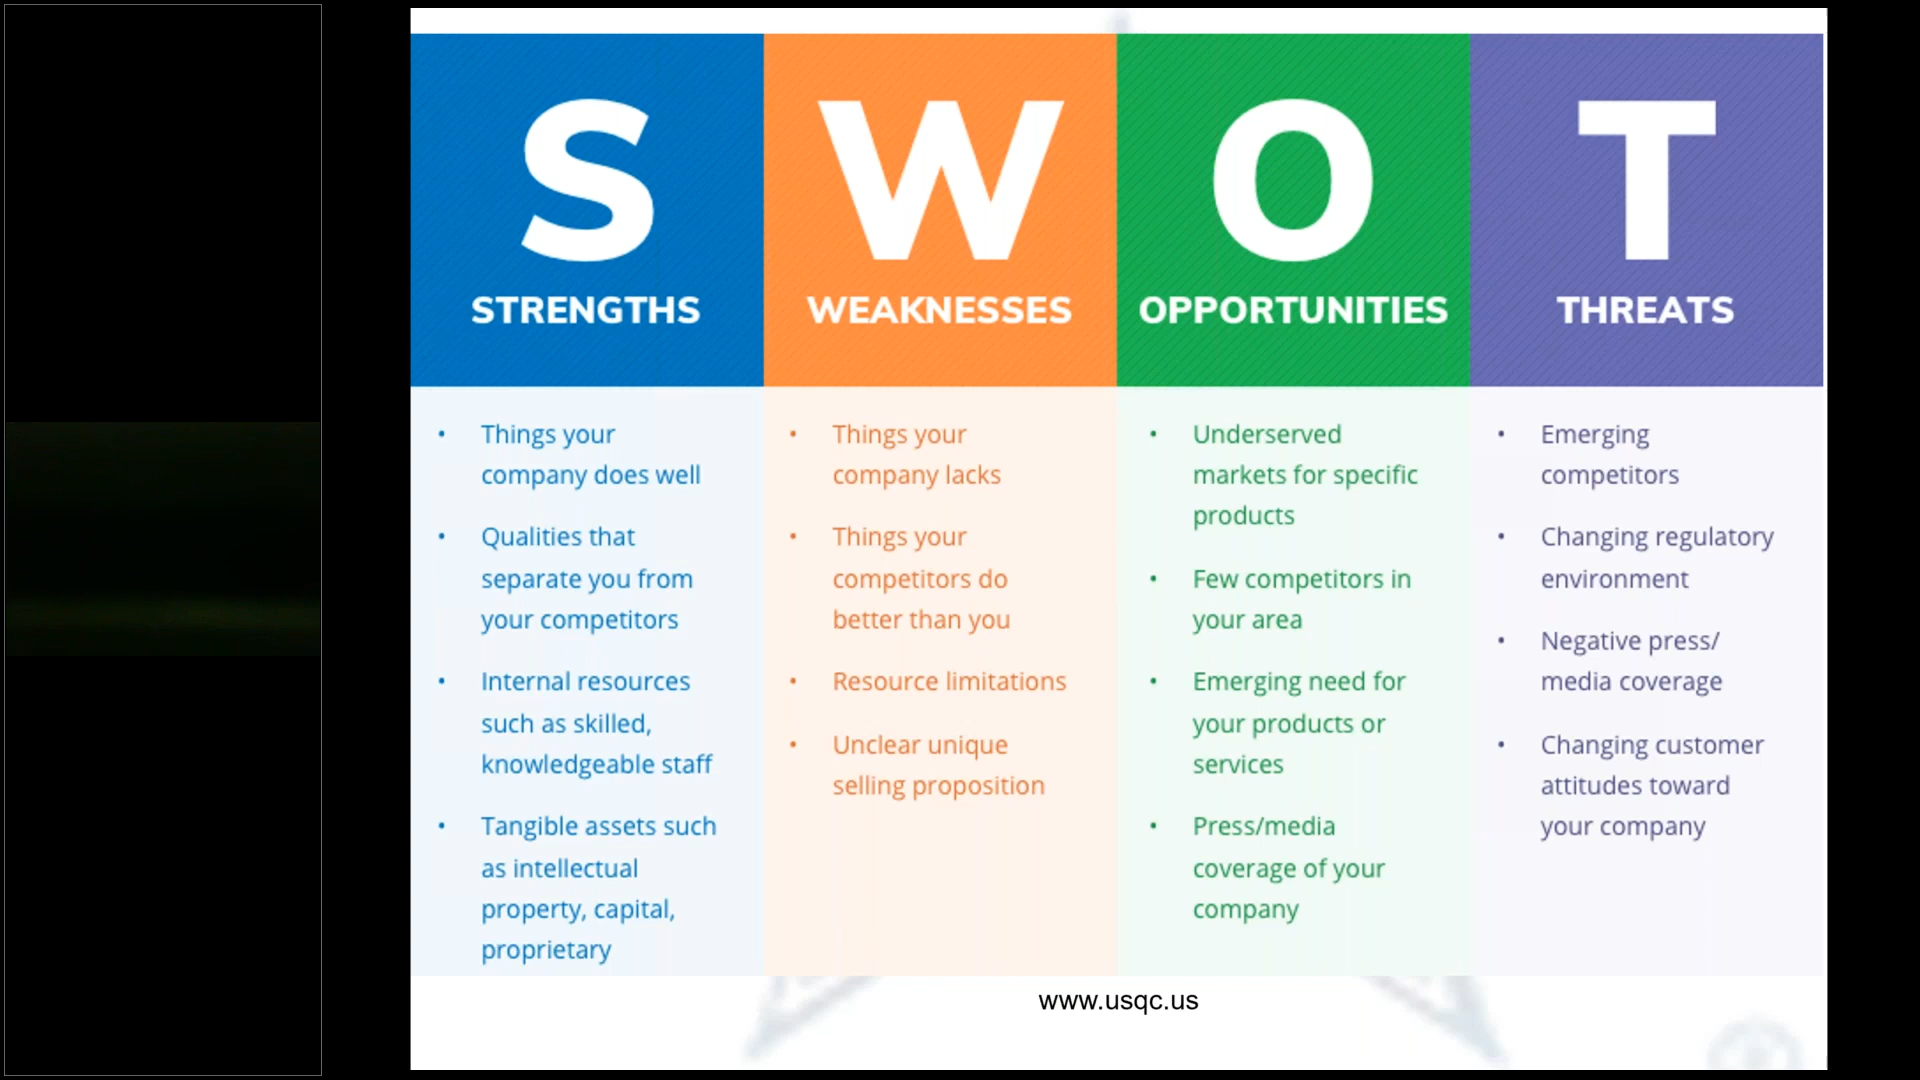 S
STRENGTHS
• Things your
company does well
• Qualities that
separate you from
your competitors
• Internal resources
such as skilled,
knowledgeable staff
• Tangible assets such
as intellectual
property, capital,
proprietary
W
WEAKNESSES
• Things your
company lacks
• Things your
competitors do
better than you
• Resource limitations
• Unclear unique
selling proposition
O
OPPORTUNITIES
• Underserved
markets for specific
products
• Few competitors in
your area
• Emerging need for
your products or
services
• Press/media
coverage of your
company
T
THREATS
• Emerging
competitors
• Changing regulatory
environment
• Negative press/
media coverage
• Changing customer
attitudes toward
your company
www.usqc.us